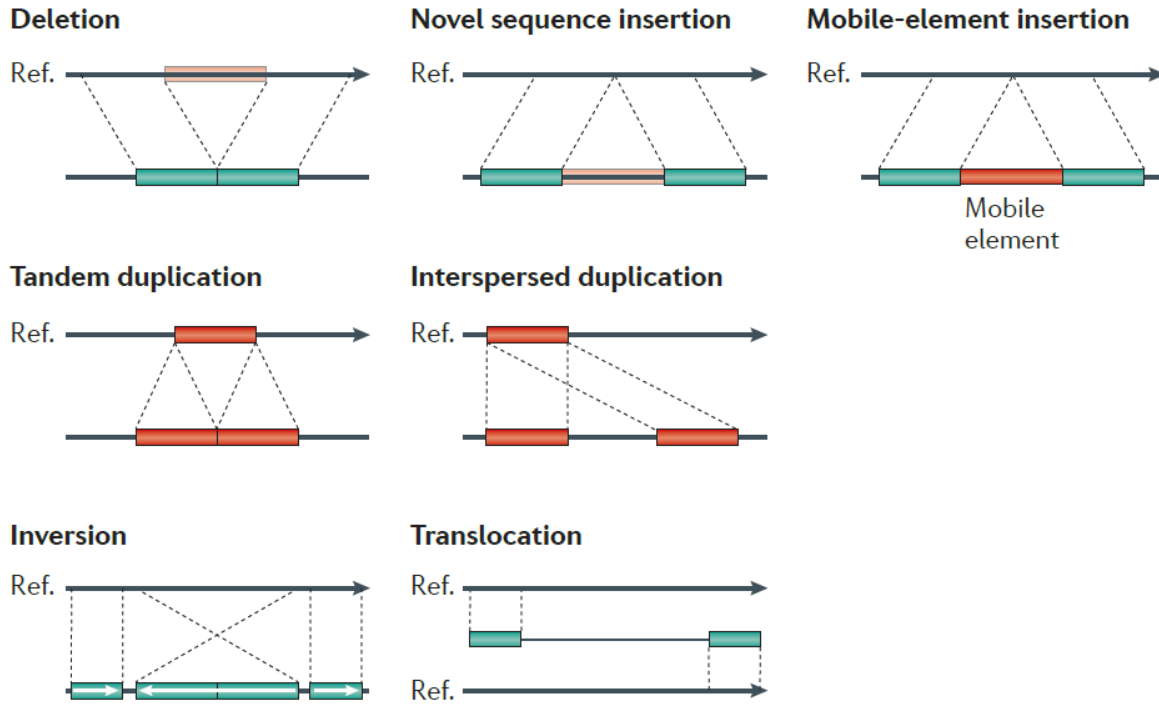 Deletion
Ref.
Novel sequence insertion
Ref.
Mobile-element insertion
Ref.
Mobile
element
Tandem duplication
Ref.
Interspersed duplication
Ref.
Inversion
Ref.
Translocation
Ref.
Ref.